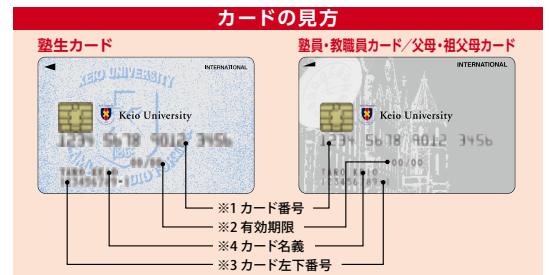 カードの見方
塾生カード
塾員・教職員カード／父母・祖父母カード
INTERNATIONAL
KEIO UNIVERSITY
Keio University
1234 5678 9012 3456
00/00
TARO KEIO
123456789-1
INTERNATIONAL
Keio University
1234 5678 9012 3456
00/00
TARO KEIO
123456789-1
※1 カード番号
※2 有効期限
※4 カード名義
※3 カード左下番号